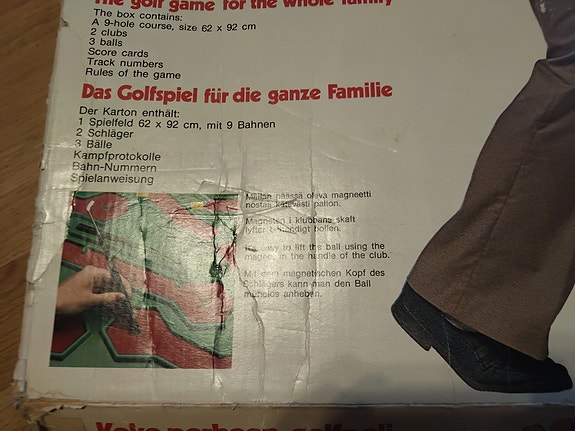 The golf game for the whole family
The box contains:
A 9-hole course, size 62 x 92 cm
2 clubs
3 balls
Score cards
Track numbers
Rules of the game
Das Golfspiel für die ganze Familie
Der Karton enthält:
1 Spielfeld 62 x 92 cm, mit 9 Bahnen
2 Schläger
3 Bälle
Kampfprotokolle
Bahn-Nummern
Spielanweisung
Mailan päässä oleva magneetti
nostaa kätevästi pallon.
Magneten i klubbans skaft
lyfter behändigt bollen.
It's easy to lift the ball using the
magnet in the handle of the club.
Mit dem magnetischen Kopf des
Schlägers kann man den Ball
mühelos anheben.
Koko perheen golfpeli